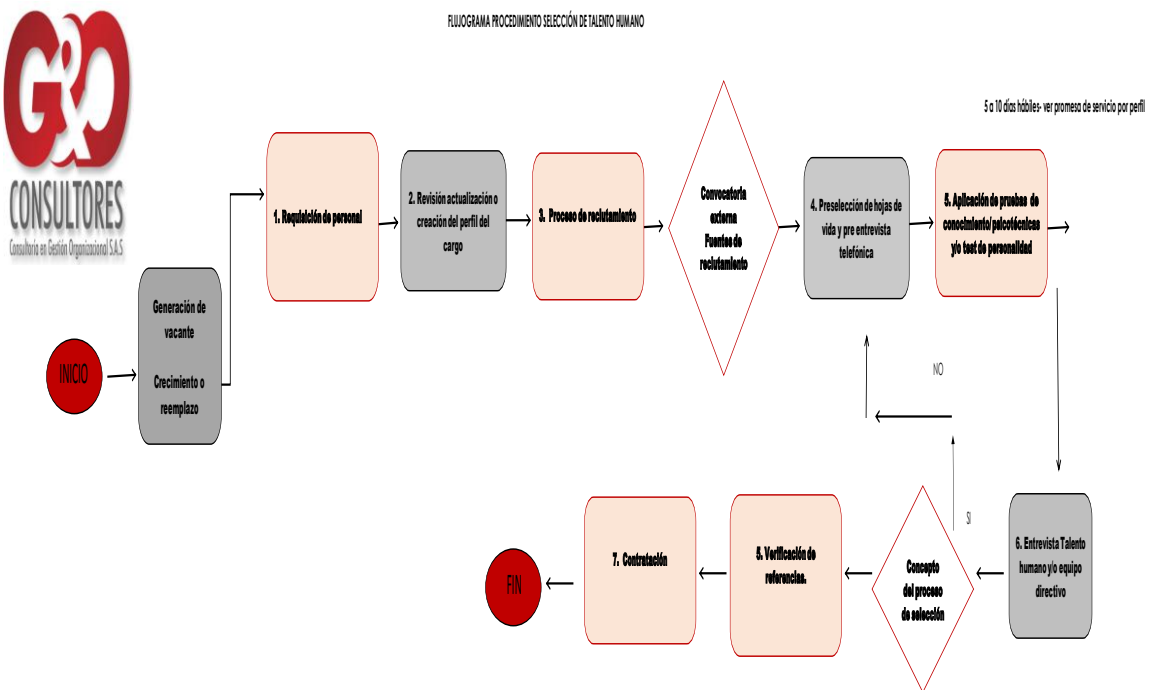 FLUJOGRAMA PROCEDIMIENTO SELECCIÓN DE TALENTO HUMANO
G&O
CONSULTORES
Consultoria en Gestión Organizacional S.A.S
5 a 10 días hábiles- ver promesa de servicio por perfil
INICIO
Generación de
vacante
Crecimiento o
reemplazo
1. Requisición de personal
2. Revisión actualización o
creación del perfil del
cargo
3. Proceso de reclutamiento
Convocatoria
externa
Fuentes de
reclutamiento
4. Preselección de hojas de
vida y pre entrevista
telefónica
5. Aplicación de pruebas de
conocimiento/psicotécnicas
y/o test de personalidad
NO
SI
6. Entrevista Talento
humano y/o equipo
directivo
Concepto
del proceso
de selección
5. Verificación de
referencias.
7. Contratación
FIN